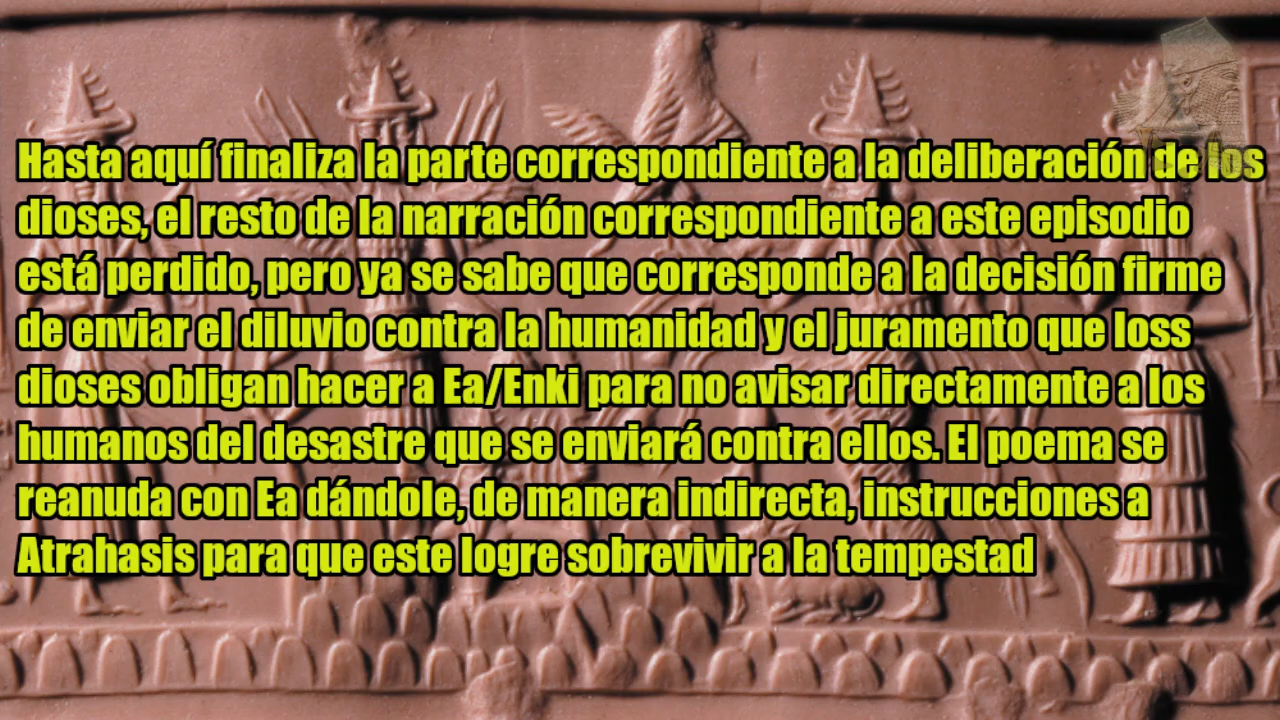 Hasta aquí finaliza la parte correspondiente a la deliberación de los
dioses, el resto de la narración correspondiente a este episodio
está perdido, pero ya se sabe que corresponde a la decisión firme
de enviar el diluvio contra la humanidad y el juramento que loss
dioses obligan hacer a Ea/Enki para no avisar directamente a los
humanos del desastre que se enviará contra ellos. El poema se
reanuda con Ea dándole, de manera indirecta, instrucciones a
Atrahasis para que este logre sobrevivir a la tempestad